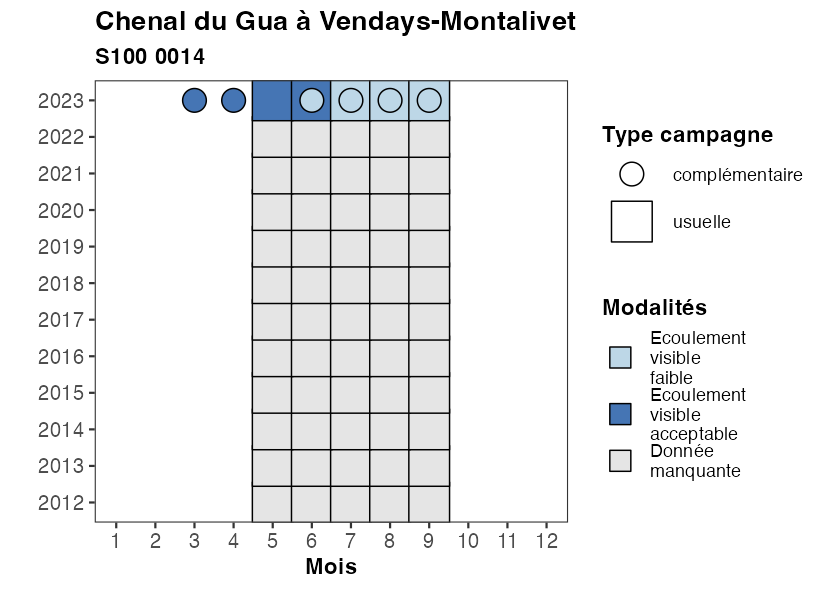 Chenal du Gua à Vendays-Montalivet
S100 0014
2023
2022
2021
2020
2019
2018
2017
2016
2015
2014
2013
2012
1 2 3 4 5 6 7 8 9 10 11 12
Mois
Type campagne
complémentaire
usuelle
Modalités
Ecoulement
visible
faible
Ecoulement
visible
acceptable
Donnée
manquante